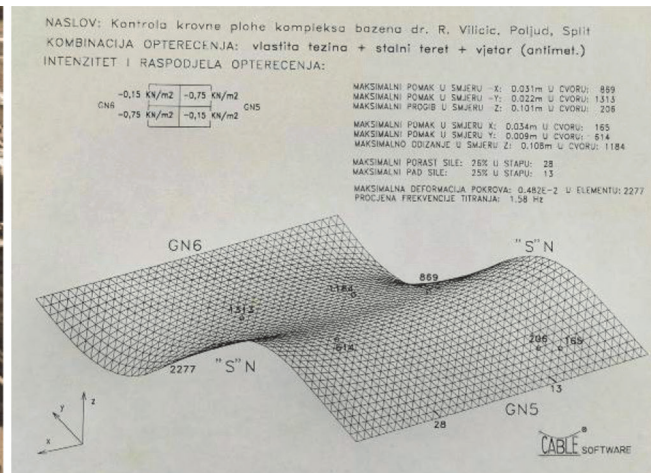 NASLOV: Kontrola krovne plohe kompleksa bazena dr. R. Vilicic, Poljud, Split
KOMBINACIJA OPTERECENJA: vlastita tezina + stalni teret + vjetar (antimet.)
INTENZITET I RASPODJELA OPTERECENJA:
-0,15 KN/m2 -0,75 KN/m2
GN6 GN5
-0,75 KN/m2 -0,15 KN/m2
MAKSIMALNI POMAK U SMJERU -X: 0.031m U CVORU: 869
MAKSIMALNI POMAK U SMJERU -Y: 0.022m U CVORU: 1313
MAKSIMALNI PROGIB U SMJERU -Z: 0.101m U CVORU: 206
MAKSIMALNI POMAK U SMJERU X: 0.034m U CVORU: 165
MAKSIMALNI POMAK U SMJERU Y: 0.009m U CVORU: 614
MAKSIMALNO ODIZANJE U SMJERU Z: 0.108m U CVORU: 1184
MAKSIMALNI PORAST SILE: 26% U STAPU: 28
MAKSIMALNI PAD SILE: 25% U STAPU: 13
MAKSIMALNA DEFORMACIJA POKROVA: 0.482E-2 U ELEMENTU: 2277
PROCJENA FREKVENCIJE TITRANJA: 1.58 Hz
GN6
"S"N
869
1184
1313
614
206 165
2277
"S"N
13
GN5
28
z
y
x
CABLE® SOFTWARE